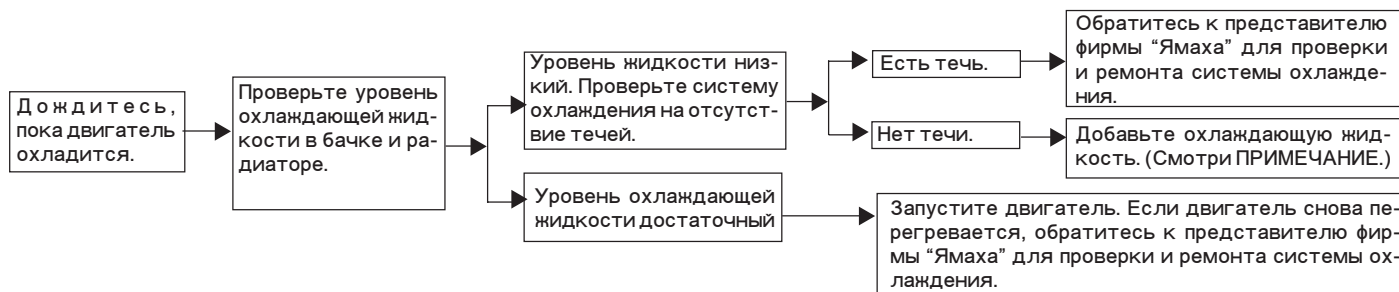 Дождитесь,
пока двигатель
охладится.
Проверьте уровень
охлаждающей жид-
кости в бачке и ра-
диаторе.
Уровень жидкости низ-
кий. Проверьте систему
охлаждения на отсутст-
вие течей.
Есть течь.
Обратитесь к представителю
фирмы “Ямаха” для проверки
и ремонта системы охлажде-
ния.
Нет течи.
Добавьте охлаждающую жид-
кость. (Смотри ПРИМЕЧАНИЕ.)
Уровень охлаждающей
жидкости достаточный
Запустите двигатель. Если двигатель снова пе-
регревается, обратитесь к представителю фир-
мы “Ямаха” для проверки и ремонта системы ох-
лаждения.